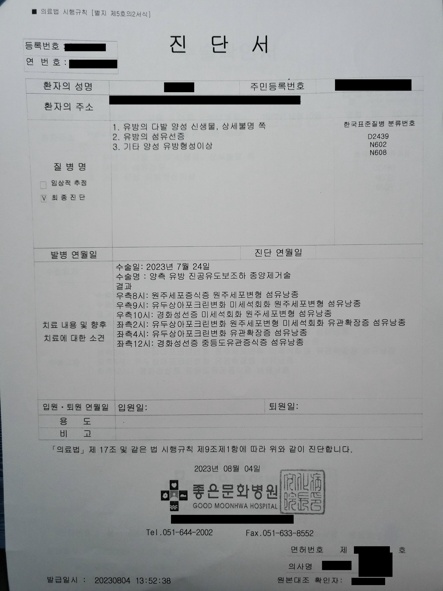 ■ 의료법 시행규칙 [별지 제5호의2서식]
진 단 서
등록번호 :
연 번호 :
환자의 성명 주민등록번호
환자의 주소
질 병 명
임상적 추정
V 최종진단
1. 유방의 다발 양성 신생물, 상세불명 쪽
2. 유방의 섬유선증
3. 기타 양성 유방형성이상
한국표준질병 분류번호
D2439
N602
N608
발병 연월일 진단 연월일
치료 내용 및 향후
치료에 대한 소견
수술일: 2023년 7월 24일
수술명 : 양측 유방 진공유도보조하 종양제거술
결과
우측8시: 원주세포증식증 원주세포변형 섬유낭종
우측9시: 유두상아포크린변화 미세석회화 원주세포변형 섬유낭종
우측10시: 경화성선증 미세석회화 원주세포변형 섬유낭종
좌측2시: 유두상아포크린변화 원주세포변형 미세석회화 유관확장증 섬유낭종
좌측4시: 유두상아포크린변화 유관확장증 섬유낭종
좌측12시: 경화성선증 중등도유관증식증 섬유낭종
입원 · 퇴원 연월일 입원일: 퇴원일:
용 도
비 고
「의료법」제 17조 및 같은 법 시행규칙 제9조제1항에 따라 위와 같이 진단합니다.
2023년 08월 04일
좋은문화병원
GOOD MOONHWA HOSPITAL
Tel.051-644-2002 Fax.051-633-8552
면허번호 제 호
의사명
발급일시 : 20230804 13:52:38 원본대조 확인자: